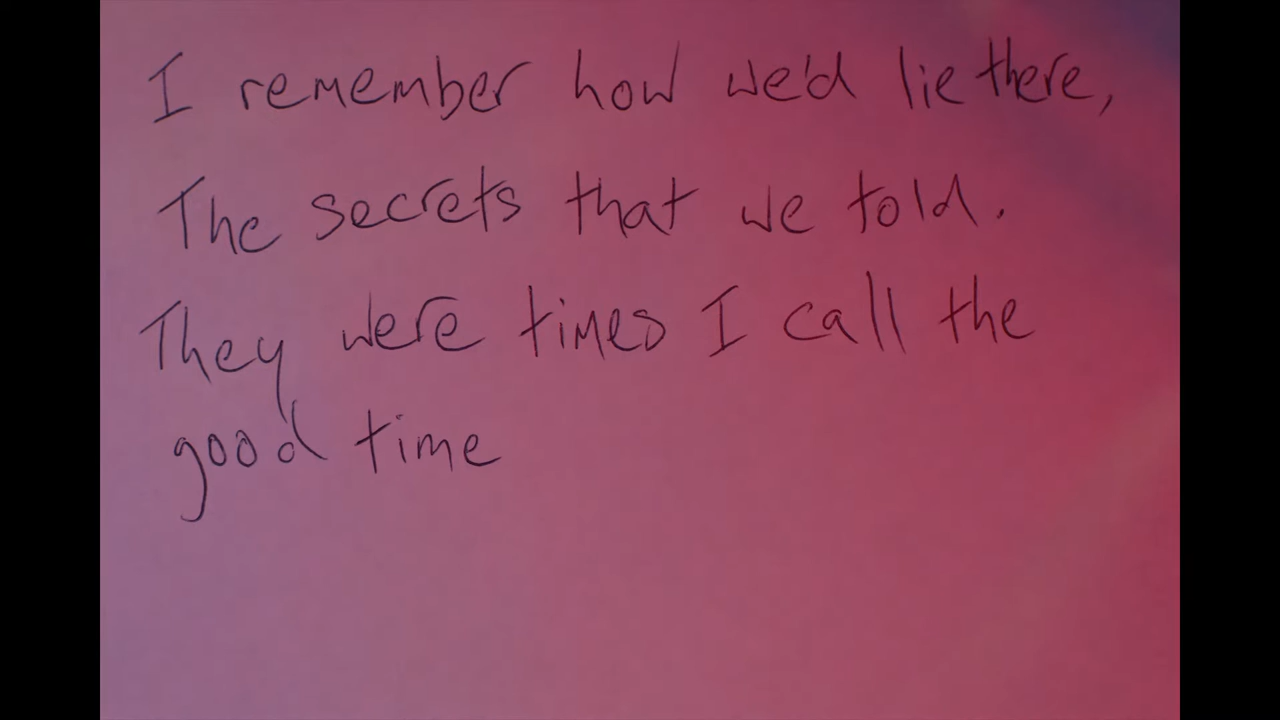 I remember how we'd lie there,
The secrets that we told.
They were times I call the
good time